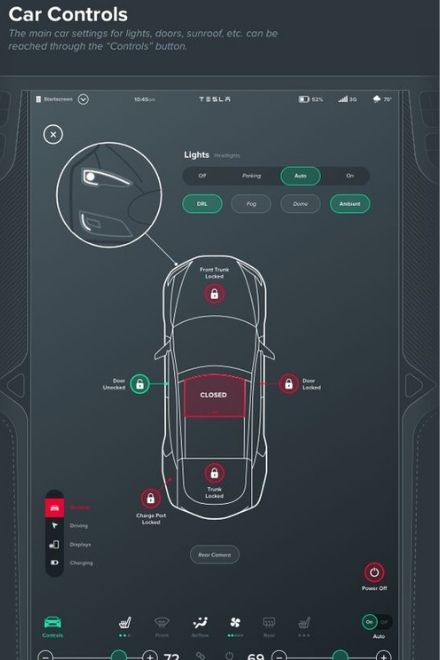 Car Controls
The main car settings for lights, doors, sunroof, etc. can be
reached through the "Controls" button.
Startscreen
10:45pm
TESLA
52%
3G
75°
Lights Headlights
Off Parking Auto On
DRL Fog Dome Ambient
Front Trunk
Locked
Door
Unlocked
CLOSED
Door
Locked
Trunk
Locked
Charge Port
Locked
Driving
Displays
Charging
Rear Camera
Power Off
On Off
Controls Front Airflow Rear Auto
72 69